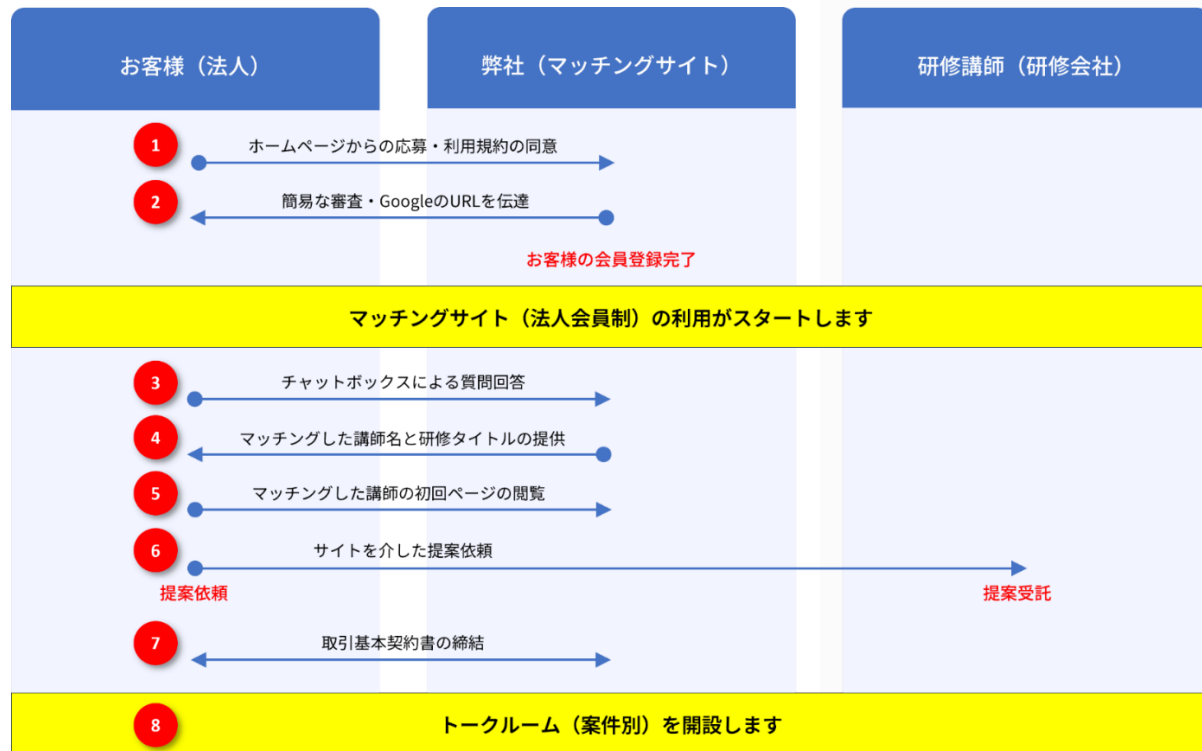 お客様（法人）
弊社（マッチングサイト）
研修講師（研修会社）
1
ホームページからの応募・利用規約の同意
2
簡易な審査・GoogleのURLを伝達
お客様の会員登録完了
マッチングサイト（法人会員制）の利用がスタートします
3
チャットボックスによる質問回答
4
マッチングした講師名と研修タイトルの提供
5
マッチングした講師の初回ページの閲覧
6
サイトを介した提案依頼
提案依頼
提案受託
7
取引基本契約書の締結
8
トークルーム（案件別）を開設します